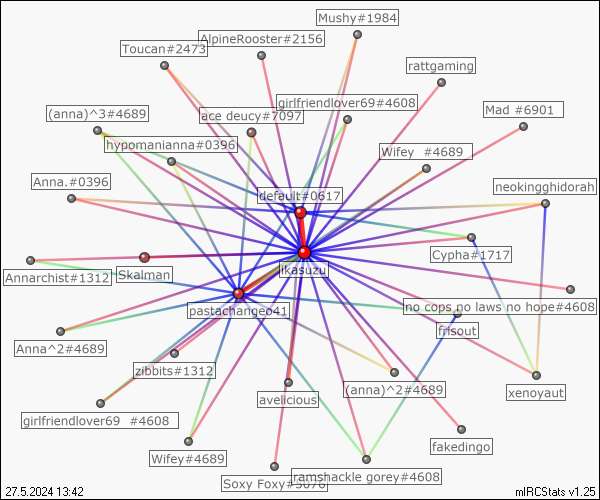 Mushy#1984
AlpineRooster#2156
Toucan#2473
rattgaming
girlfriendlover69#4608
Mad #6901
(anna)^3#4689
ace deucy#7097
hypomanianna#0396
Wifey #4689
Anna.#0396
default#0617
neokingghidorah
Cypha#1717
ikasuzu
Annarchist#1312
Skalman
no cops no laws no hope#4608
pastachangeo41
frisout
Anna^2#4689
zibbits#1312
(anna)^2#4689
xenoyaut
avelicious
girlfriendlover69 #4608
fakedingo
Wifey#4689
Soxy Foxy#5676
ramshackle gorey#4608
27.5.2024 13:42
mIRCStats v1.25